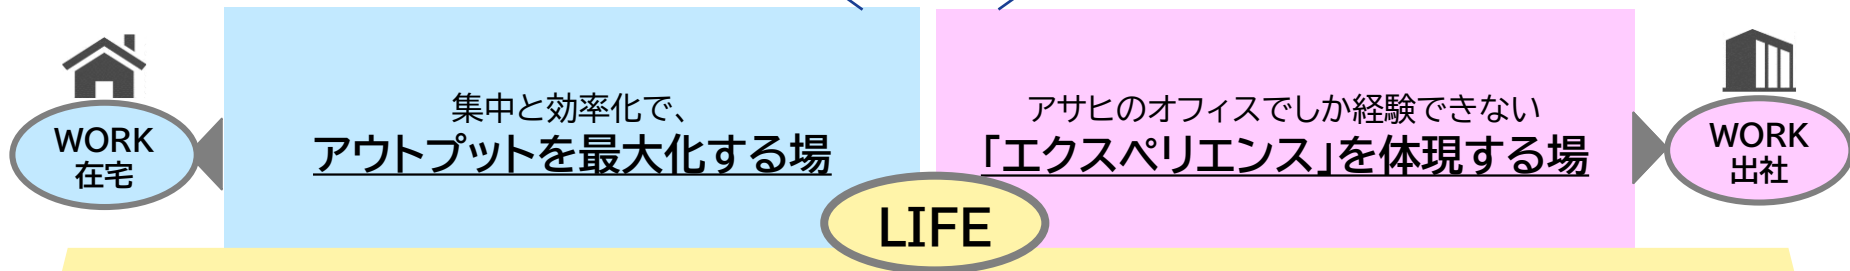 WORK
在宅
集中と効率化で、
アウトプットを最大化する場
アサヒのオフィスでしか経験できない
「エクスペリエンス」を体現する場
WORK
出社
LIFE